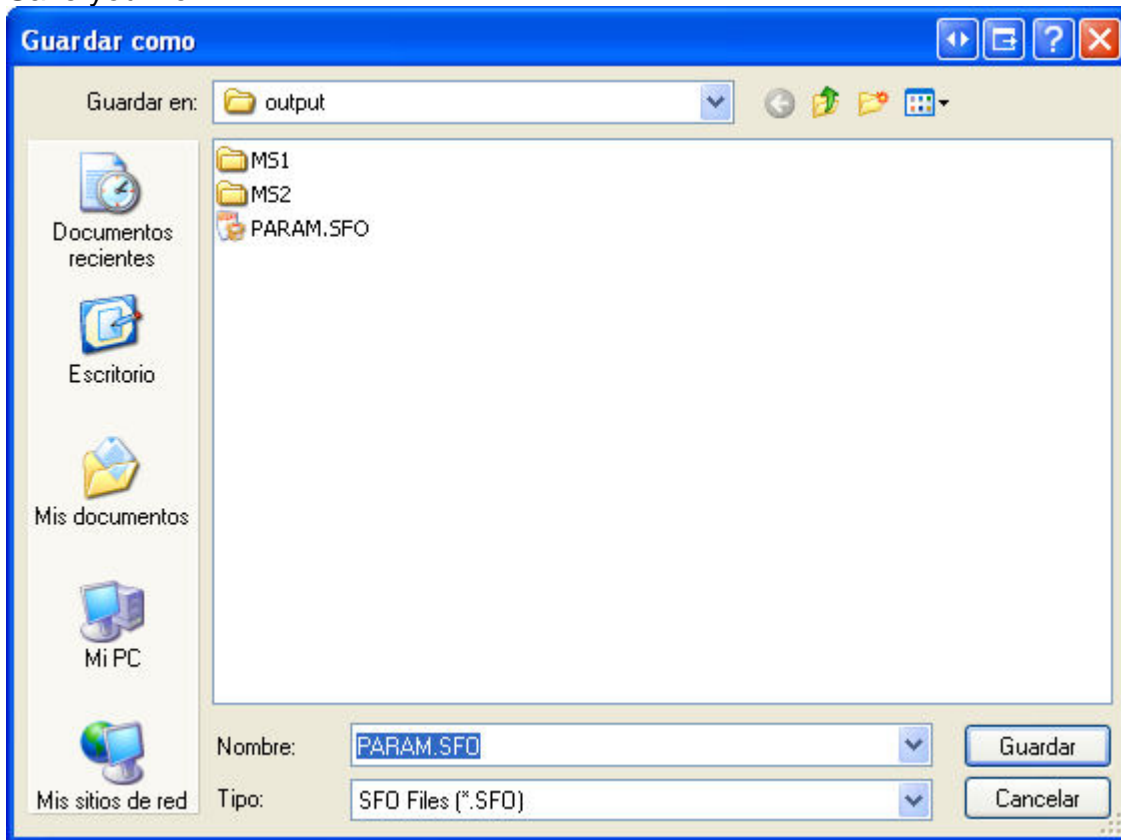 Guardar como
Guardar en: output
MS1
MS2
PARAM.SFO
Documentos
recientes
Escritorio
Mis documentos
Mi PC
Mis sitios de red
Nombre: PARAM.SFO Guardar
Tipo: SFO Files (*.SFO) Cancelar